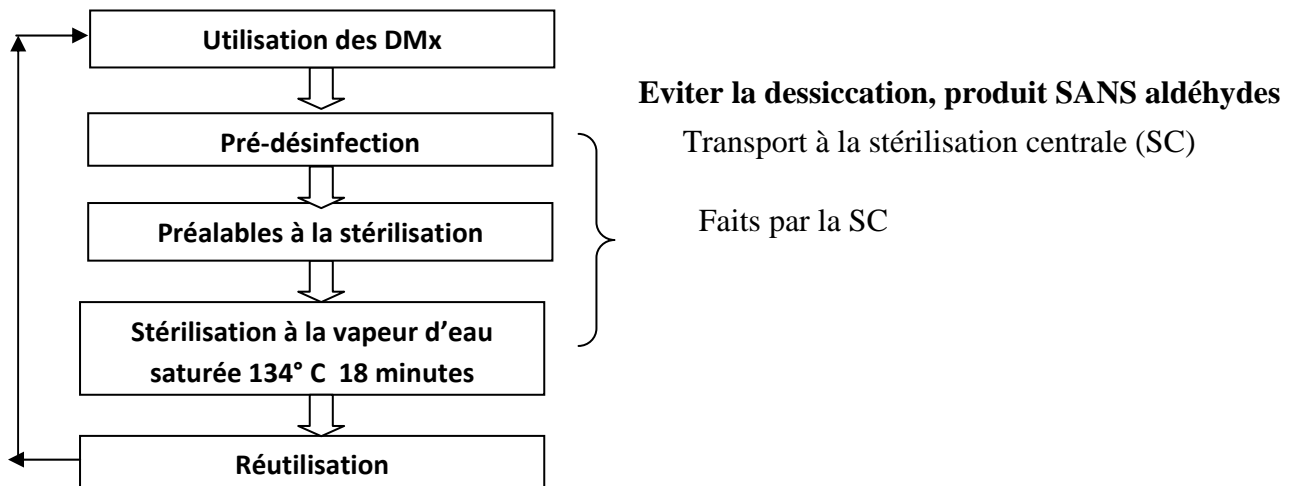 Utilisation des DMx
Eviter la dessiccation, produit SANS aldéhydes
Pré-désinfection
Transport à la stérilisation centrale (SC)
Préalables à la stérilisation
Faits par la SC
Stérilisation à la vapeur d’eau
saturée 134° C 18 minutes
Réutilisation